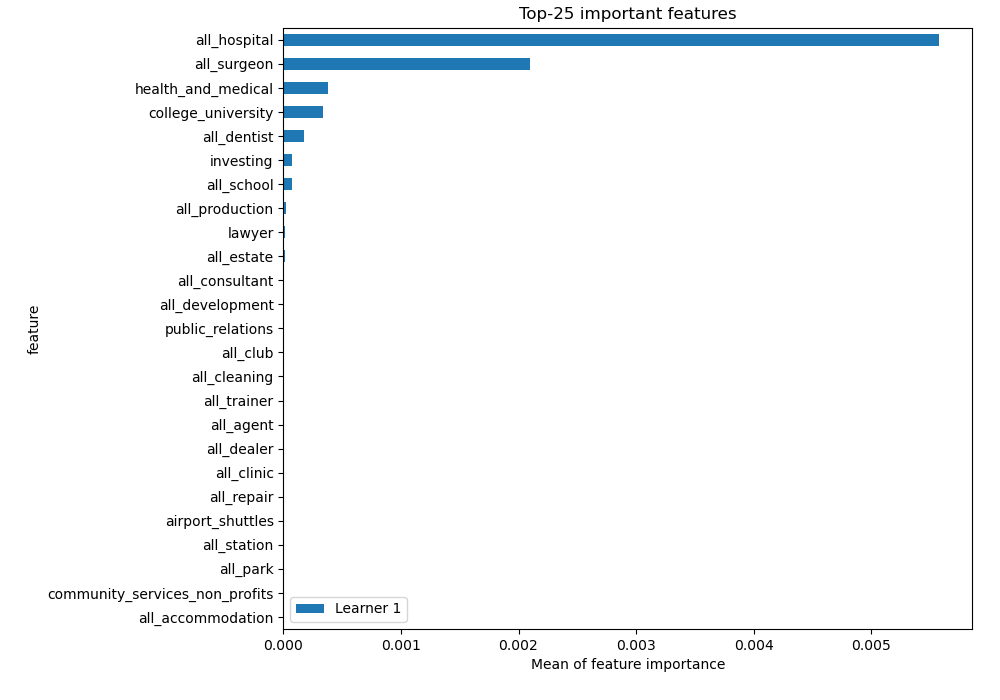 Top-25 important features
all_hospital
all_surgeon
health_and_medical
college_university
all_dentist
investing
all_school
all_production
lawyer
all_estate
all_consultant
all_development
public_relations
all_club
all_cleaning
all_trainer
all_agent
all_dealer
all_clinic
all_repair
airport_shuttles
all_station
all_park
community_services_non_profits
all_accommodation
feature
Learner 1
0.000 0.001 0.002 0.003 0.004 0.005
Mean of feature importance